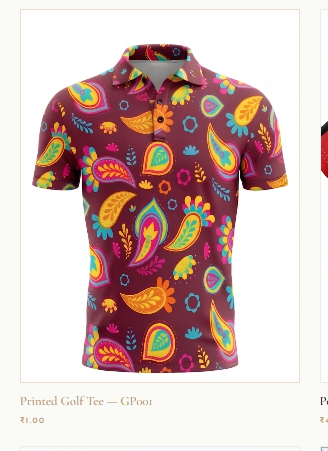 Printed Golf Tee — GP001
₹1.00